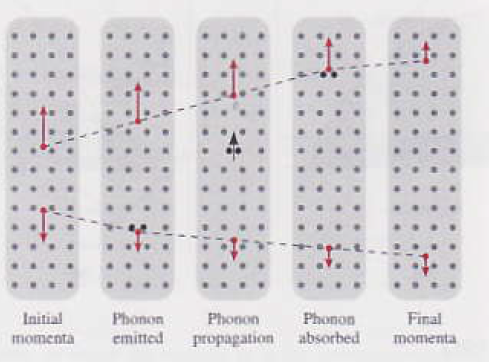 Initial
momenta
Phonon
emitted
Phonon
propagation
Phonon
absorbed
Final
momenta